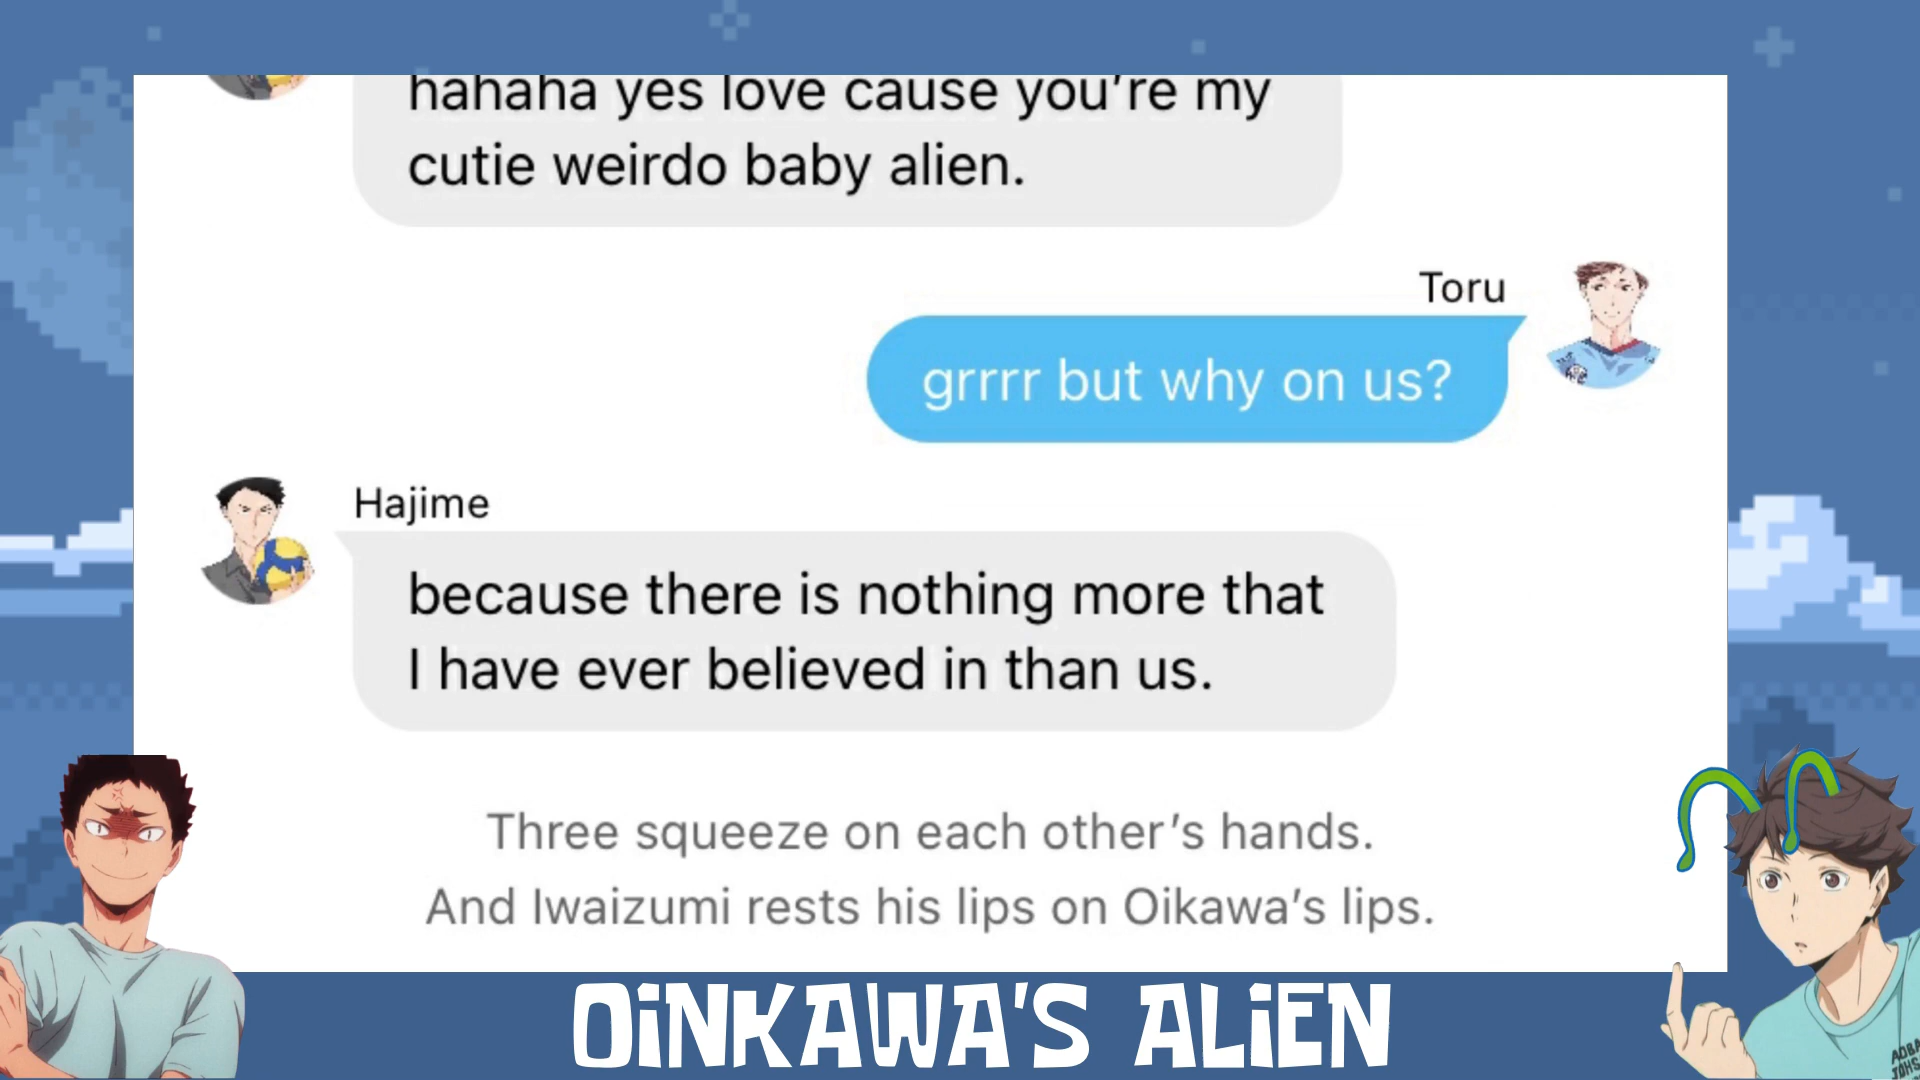 hahaha yes love cause you're my
cutie weirdo baby alien.
Toru
grrrr but why on us?
Hajime
because there is nothing more that
I have ever believed in than us.
Three squeeze on each other's hands.
And Iwaizumi rests his lips on Oikawa's lips.
OiNKAWA'S ALiEN